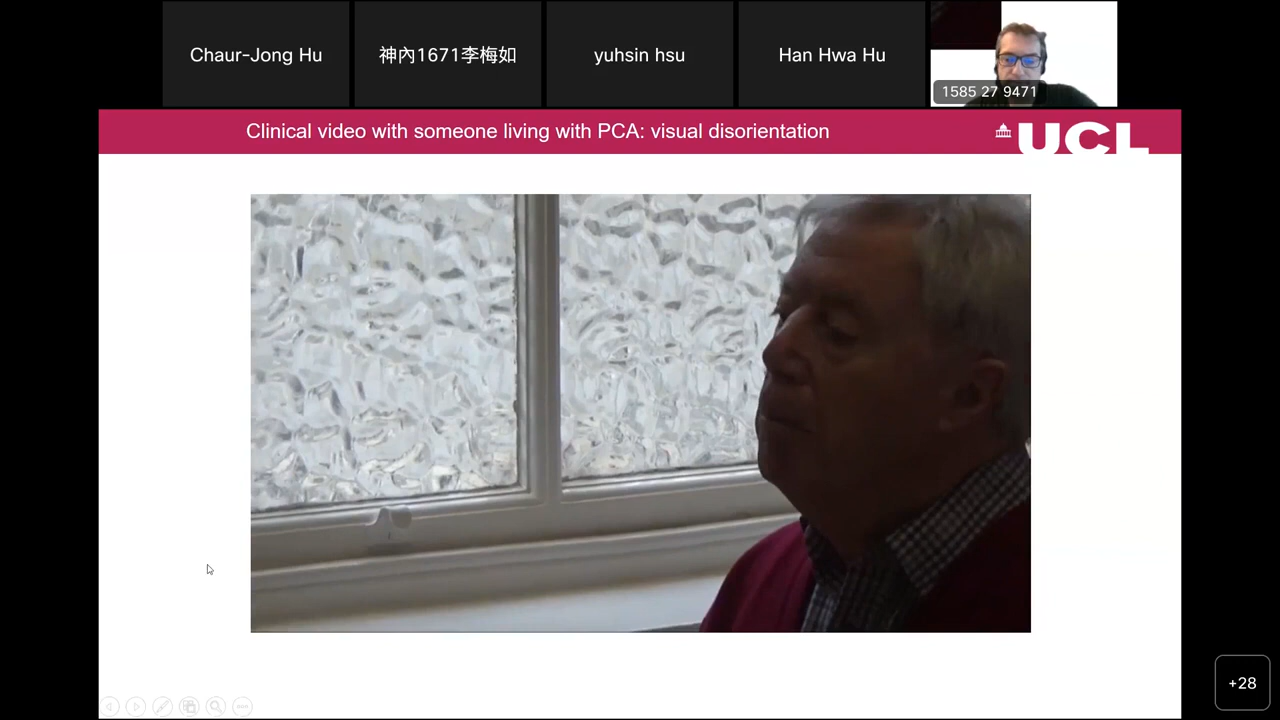 Chaur-Jong Hu
神內1671李梅如
yuhsin hsu
Han Hwa Hu
1585 27 9471
Clinical video with someone living with PCA: visual disorientation
UCL
+28